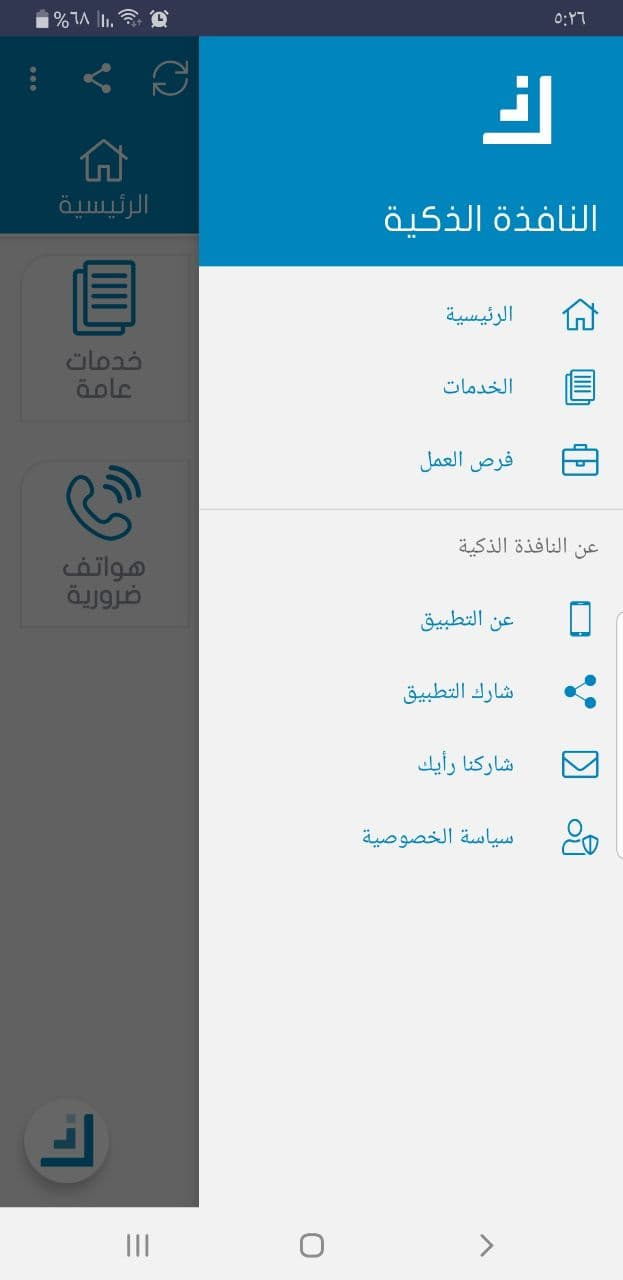 ٥:٢٦
%٦٨
النافذة الذكية
الرئيسية
الخدمات
فرص العمل
عن النافذة الذكية
عن التطبيق
شارك التطبيق
شاركنا رأيك
سياسة الخصوصية
الرئيسية
خدمات
عامة
هواتف
ضرورية